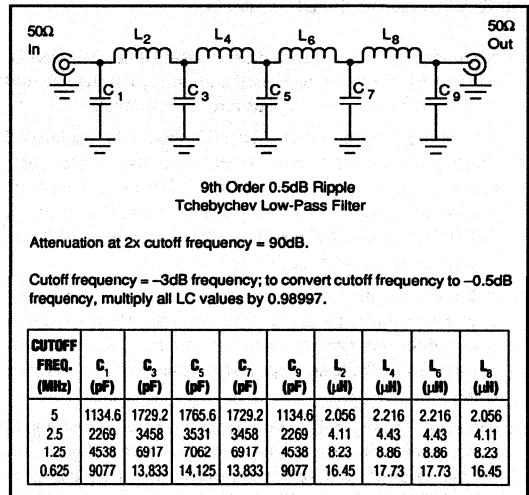 50Ω
In
L2
L4
L6
L8
50Ω
Out
C1
C3
C5
C7
C9
9th Order 0.5dB Ripple
Tchebychev Low-Pass Filter
Attenuation at 2x cutoff frequency = 90dB.
Cutoff frequency = –3dB frequency; to convert cutoff frequency to –0.5dB
frequency, multiply all LC values by 0.98997.
CUTOFF FREQ. (MHz) C1 (pF) C3 (pF) C5 (pF) C7 (pF) C9 (pF) L2 (µH) L4 (µH) L6 (µH) L8 (µH)
5 1134.6 1729.2 1765.6 1729.2 1134.6 2.056 2.216 2.216 2.056
2.5 2269 3458 3531 3458 2269 4.11 4.43 4.43 4.11
1.25 4538 6917 7062 6917 4538 8.23 8.86 8.86 8.23
0.625 9077 13,833 14,125 13,833 9077 16.45 17.73 17.73 16.45